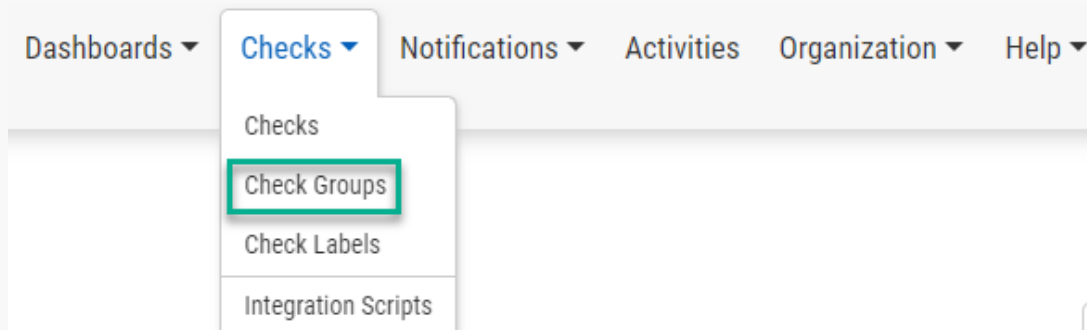 Dashboards Checks Notifications Activities Organization Help
Checks
Check Groups
Check Labels
Integration Scripts